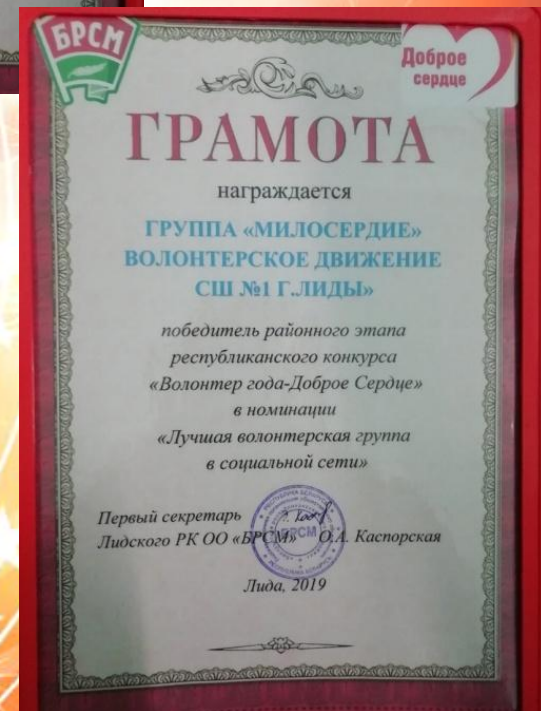 БРСМ
Доброе
сердце
ГРАМОТА
награждается
ГРУППА «МИЛОСЕРДИЕ»
ВОЛОНТЕРСКОЕ ДВИЖЕНИЕ
СШ №1 Г.ЛИДЫ»
победитель районного этапа
республиканского конкурса
«Волонтер года-Доброе Сердце»
в номинации
«Лучшая волонтерская группа
в социальной сети»
Первый секретарь
Лидского РК ОО «БРСМ» О.А. Каспорская
Лида, 2019